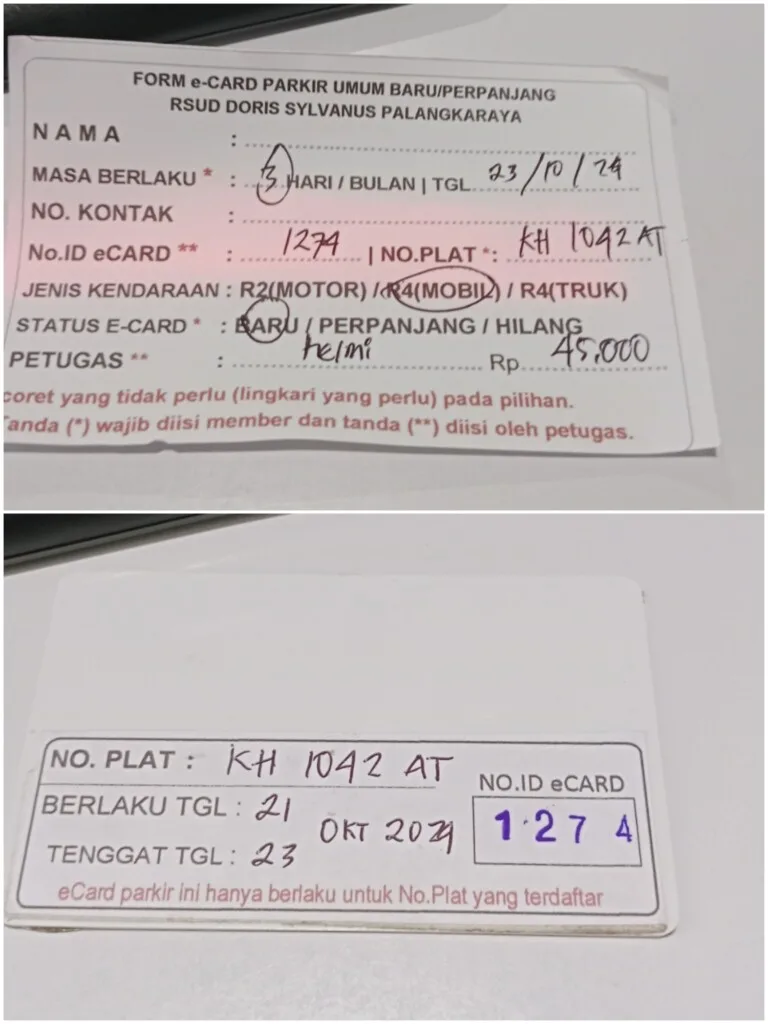 FORM e-CARD PARKIR UMUM BARU/PERPANJANG
RSUD DORIS SYLVANUS PALANGKARAYA
NAMA :
MASA BERLAKU * : 3 HARI / BULAN | TGL 23/10/24
NO. KONTAK :
No.ID eCARD ** : 1274 | NO.PLAT *: KH 1042 AT
JENIS KENDARAAN : R2(MOTOR) / R4(MOBIL) / R4(TRUK)
STATUS E-CARD * : BARU / PERPANJANG / HILANG
PETUGAS ** : helmi Rp 45.000
coret yang tidak perlu (lingkari yang perlu) pada pilihan.
Tanda (*) wajib diisi member dan tanda (**) diisi oleh petugas.
NO. PLAT : KH 1042 AT
BERLAKU TGL : 21
OKT 2024
TENGGAT TGL : 23
NO.ID eCARD
1274
eCard parkir ini hanya berlaku untuk No.Plat yang terdaftar